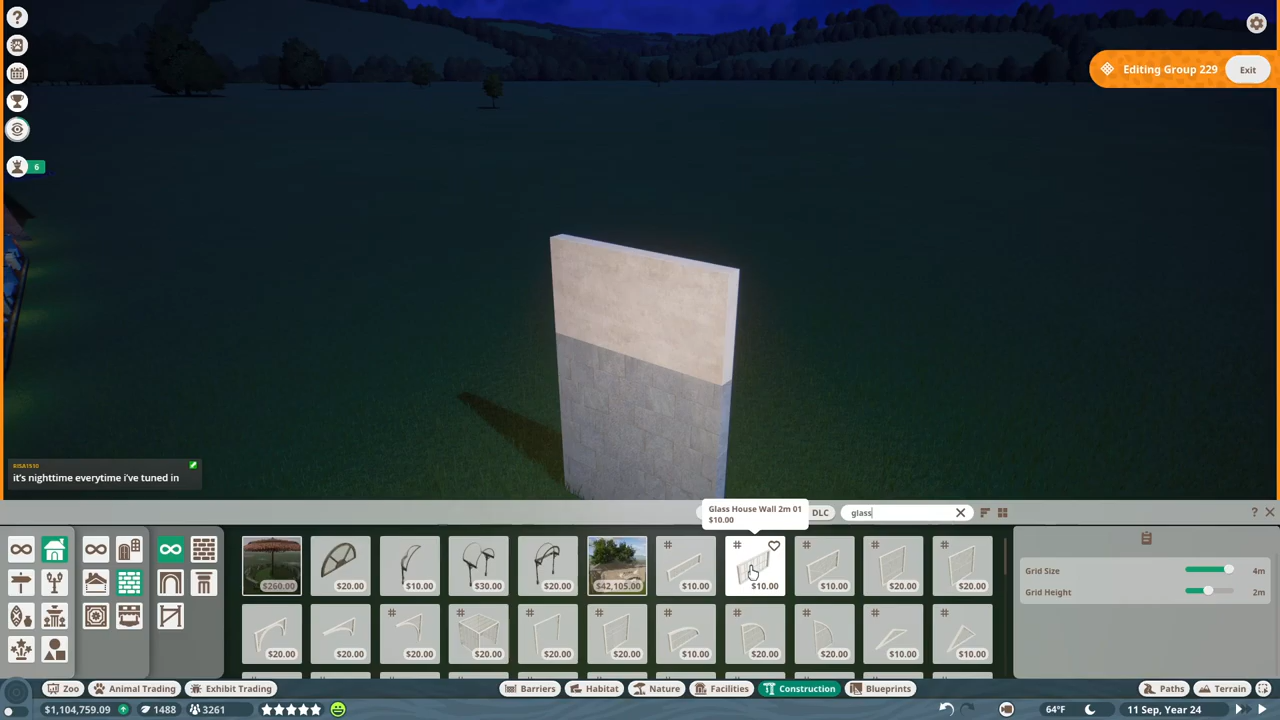 ?
Editing Group 229
Exit
6
RISA1510
it's nighttime everytime i've tuned in
Glass House Wall 2m 01
$10.00
DLC
glass
?
$260.00
$20.00
$10.00
$30.00
$20.00
$42,105.00
$10.00
$10.00
$10.00
$20.00
$20.00
Grid Size
4m
Grid Height
2m
$20.00
$20.00
$20.00
$20.00
$20.00
$20.00
$10.00
$20.00
$20.00
$10.00
$10.00
Zoo
Animal Trading
Exhibit Trading
Barriers
Habitat
Nature
Facilities
Construction
Blueprints
Paths
Terrain
$1,104,759.09
1488
3261
64°F
11 Sep, Year 24